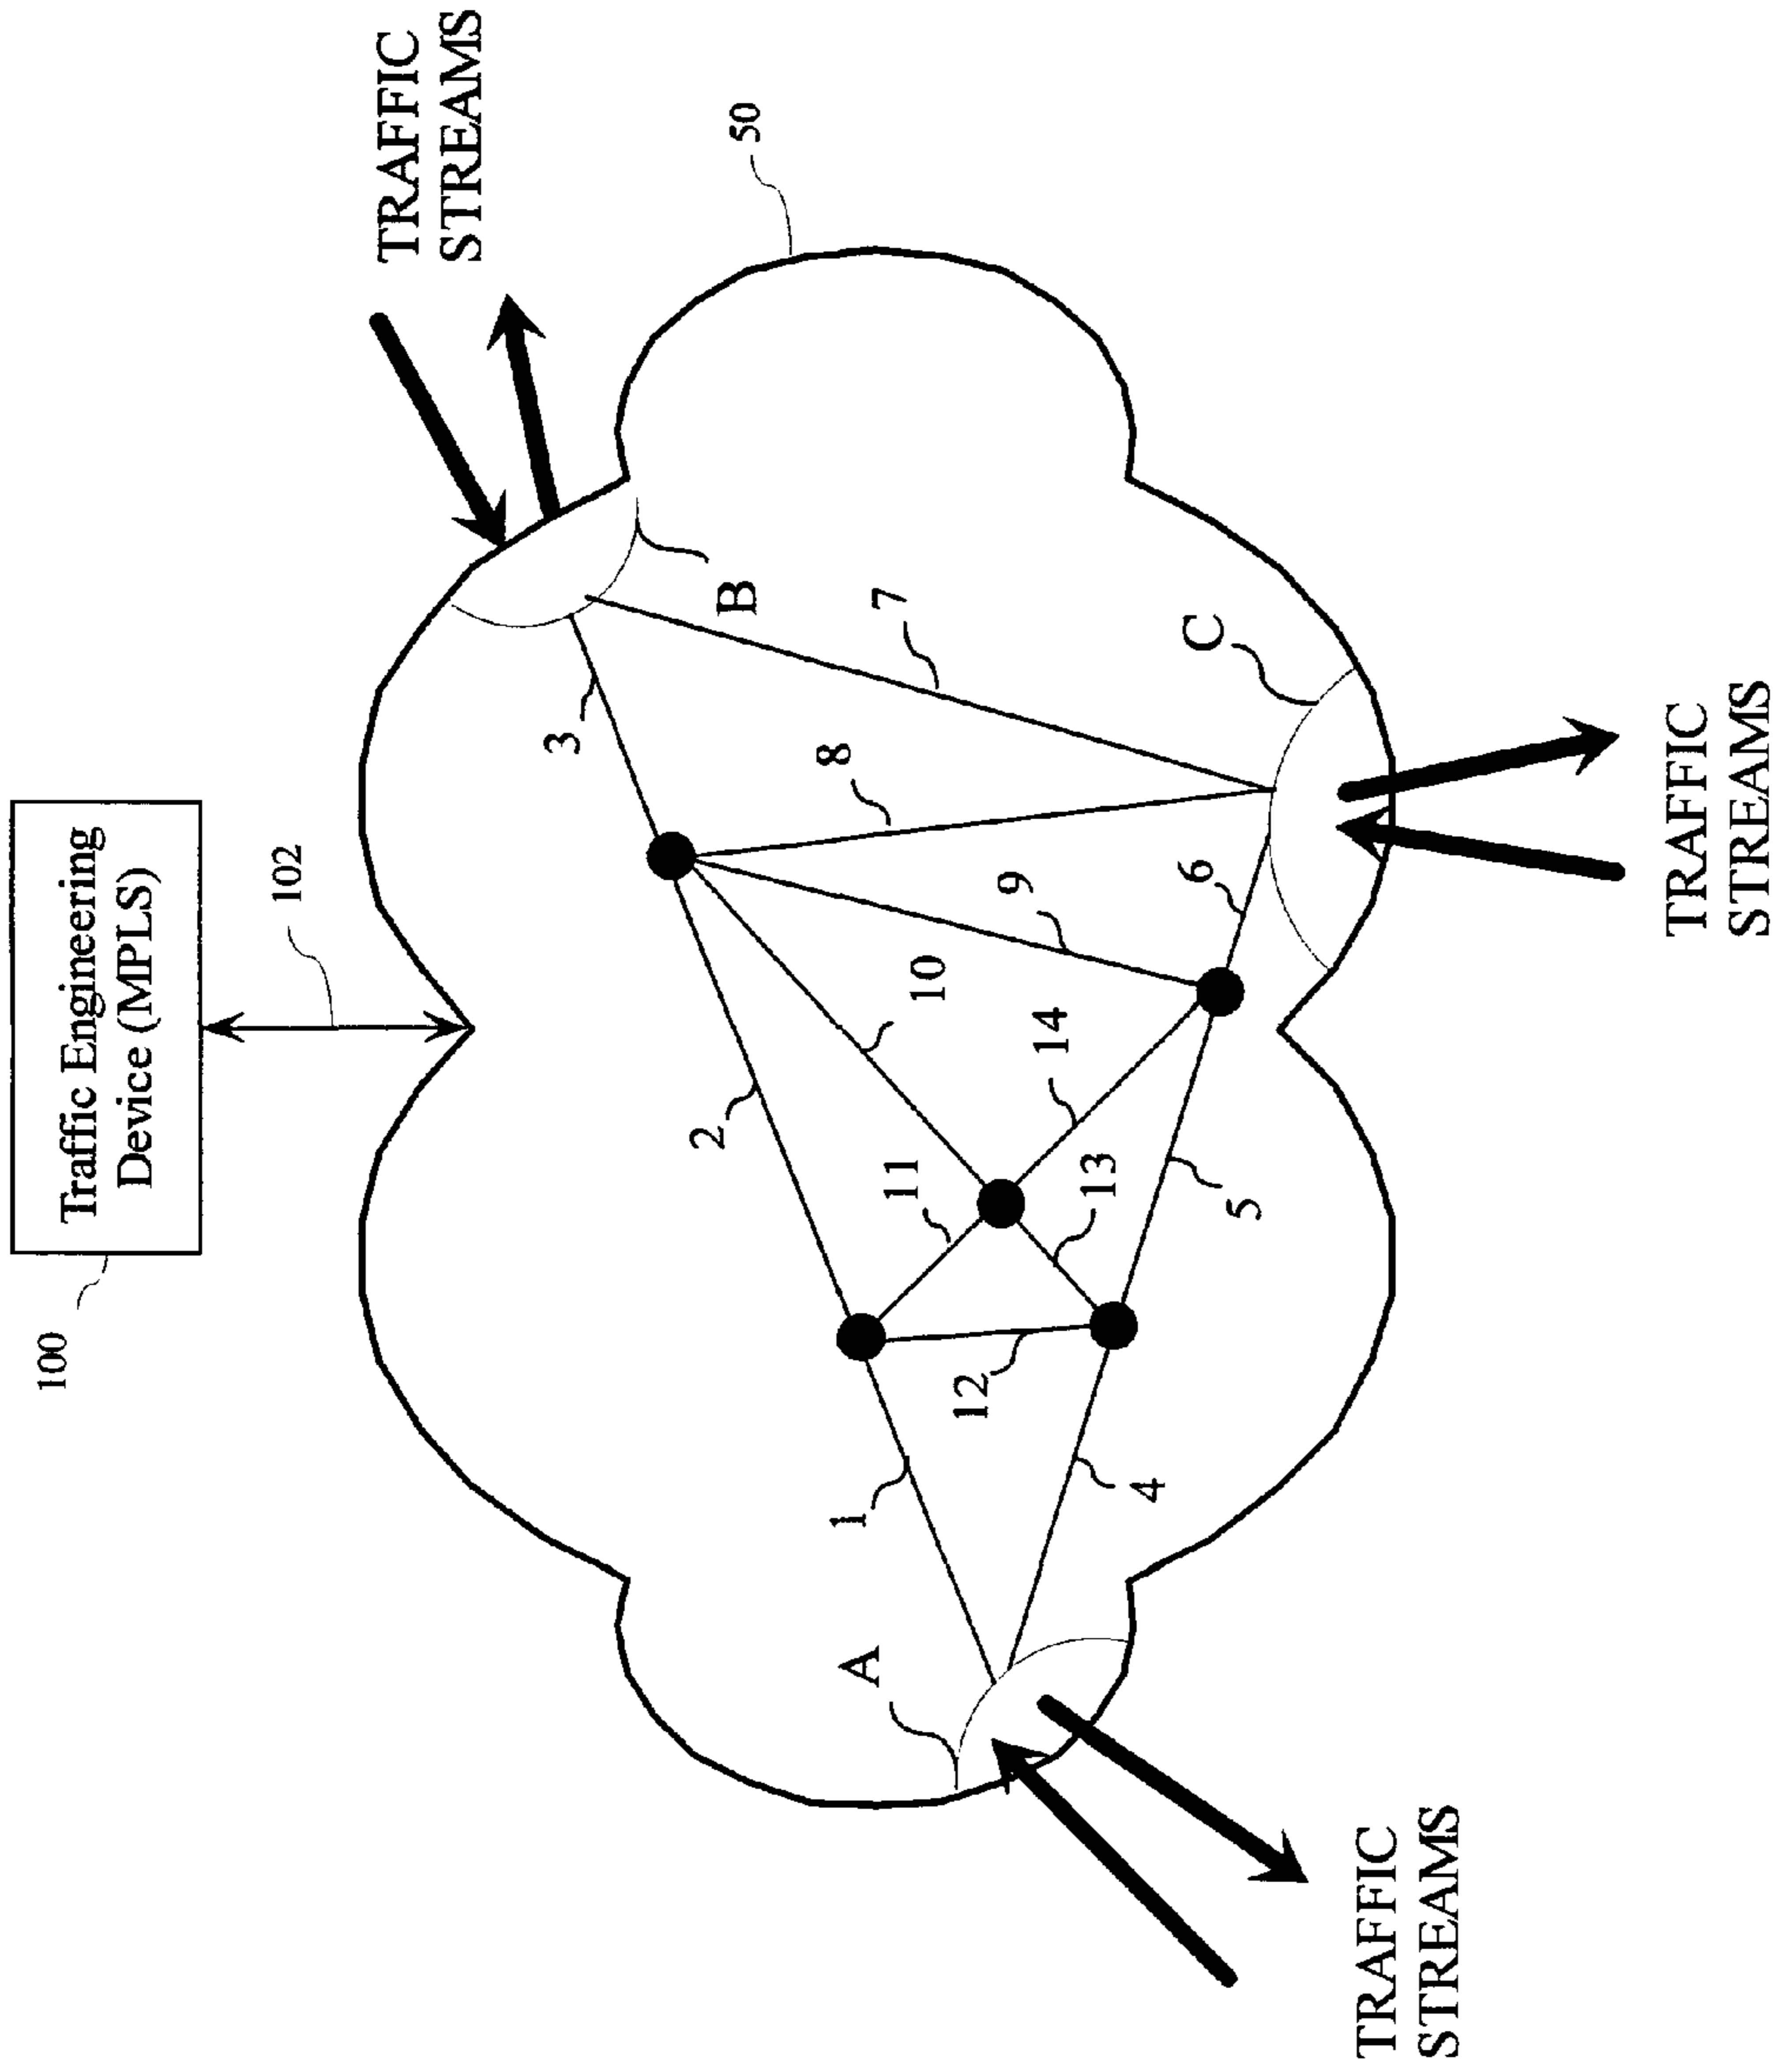 Traffic Engineering
Device (MPLS)
100
102
TRAFFIC
STREAMS
50
B
3
7
8
C
2
10
9
6
11
14
13
5
1
12
4
A
TRAFFIC
STREAMS
TRAFFIC
STREAMS